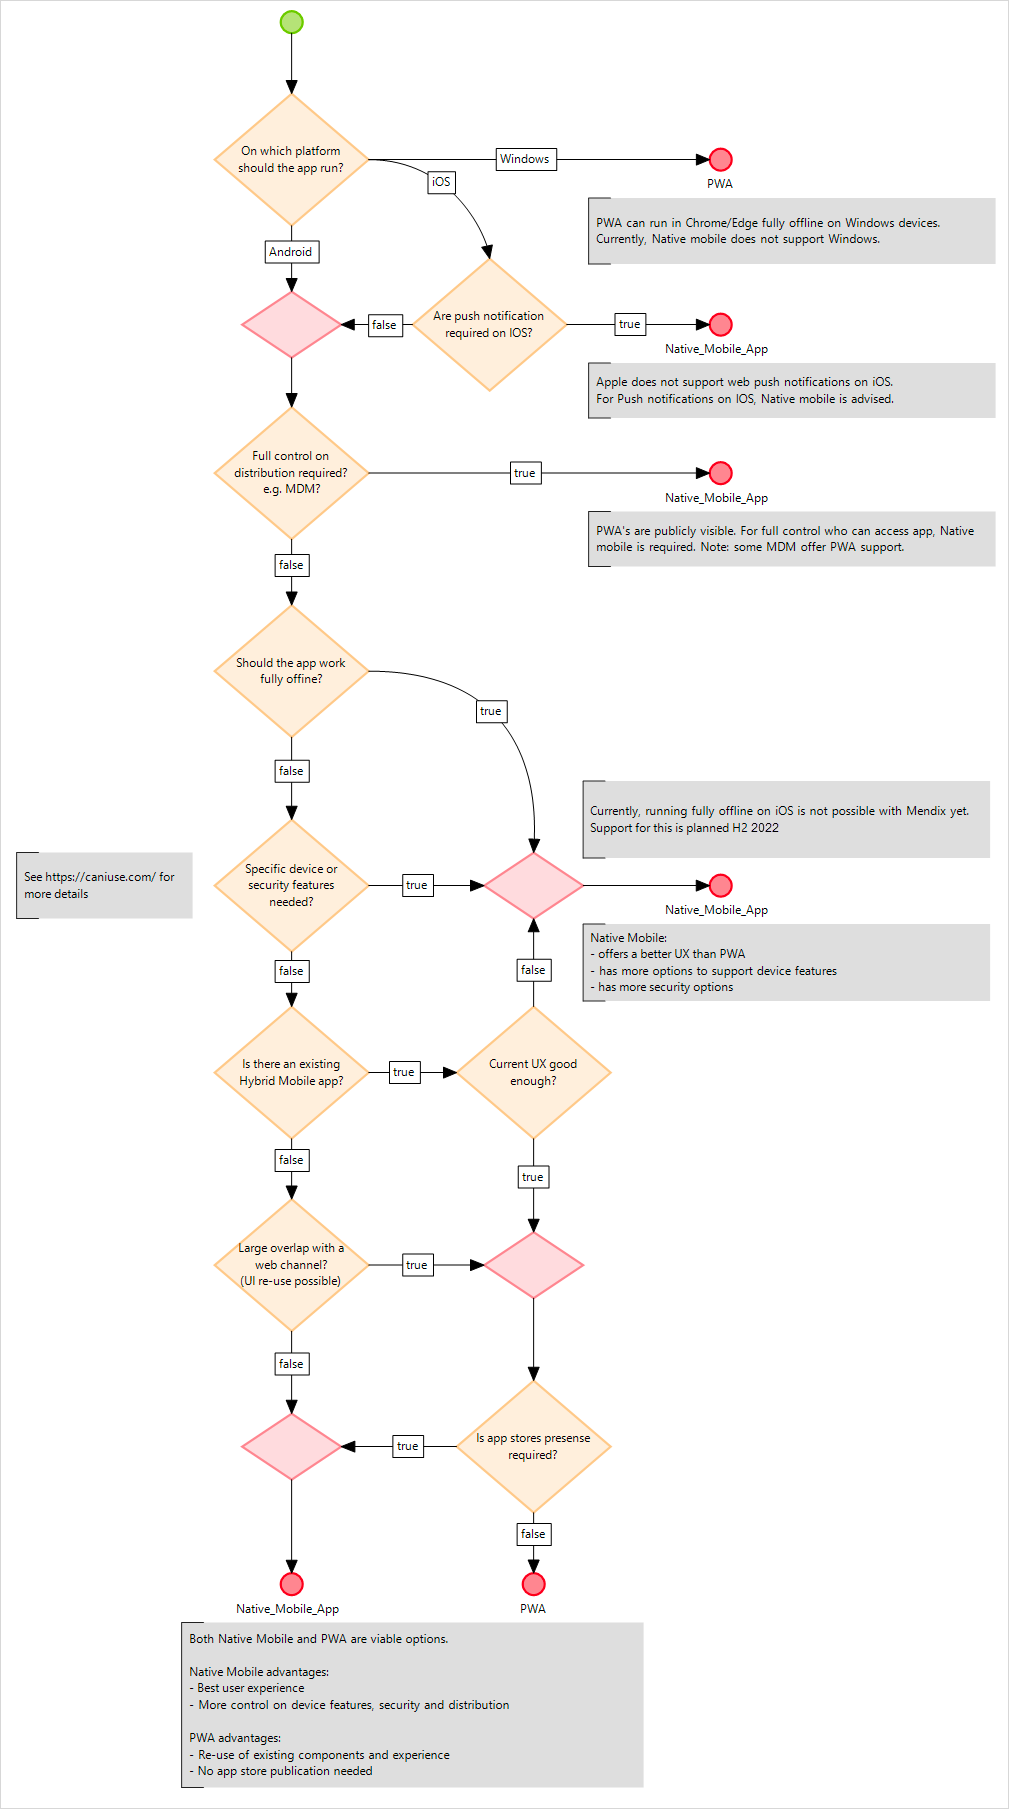 On which platform
should the app run?
Windows
PWA
iOS
PWA can run in Chrome/Edge fully offline on Windows devices.
Currently, Native mobile does not support Windows.
Android
Are push notification
required on IOS?
false
true
Native_Mobile_App
Apple does not support web push notifications on iOS.
For Push notifications on IOS, Native mobile is advised.
Full control on
distribution required?
e.g. MDM?
true
Native_Mobile_App
PWA's are publicly visible. For full control who can access app, Native
mobile is required. Note: some MDM offer PWA support.
false
Should the app work
fully offine?
true
false
Currently, running fully offline on iOS is not possible with Mendix yet.
Support for this is planned H2 2022
See https://caniuse.com/ for
more details
Specific device or
security features
needed?
true
Native_Mobile_App
Native Mobile:
- offers a better UX than PWA
- has more options to support device features
- has more security options
false
false
Is there an existing
Hybrid Mobile app?
true
Current UX good
enough?
false
true
Large overlap with a
web channel?
(UI re-use possible)
true
false
Is app stores presense
required?
true
false
Native_Mobile_App
PWA
Both Native Mobile and PWA are viable options.
Native Mobile advantages:
- Best user experience
- More control on device features, security and distribution
PWA advantages:
- Re-use of existing components and experience
- No app store publication needed